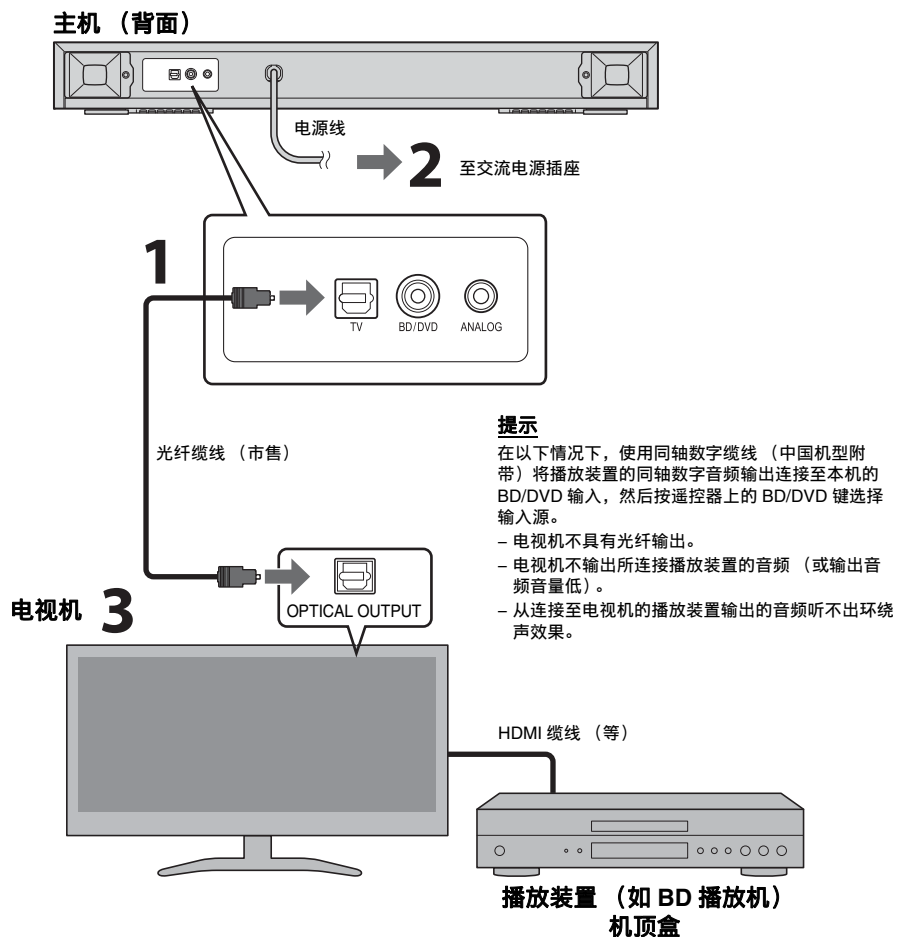 主机 （背面）
电源线
2
至交流电源插座
1
TV
BD/DVD
ANALOG
光纤缆线 （市售）
提示
在以下情况下，使用同轴数字缆线 （中国机型附
带）将播放装置的同轴数字音频输出连接至本机的
BD/DVD 输入，然后按遥控器上的 BD/DVD 键选择
输入源。
– 电视机不具有光纤输出。
– 电视机不输出所连接播放装置的音频 （或输出音
频音量低）。
– 从连接至电视机的播放装置输出的音频听不出环绕
声效果。
OPTICAL OUTPUT
电视机 3
HDMI 缆线 （等）
播放装置 （如 BD 播放机）
机顶盒